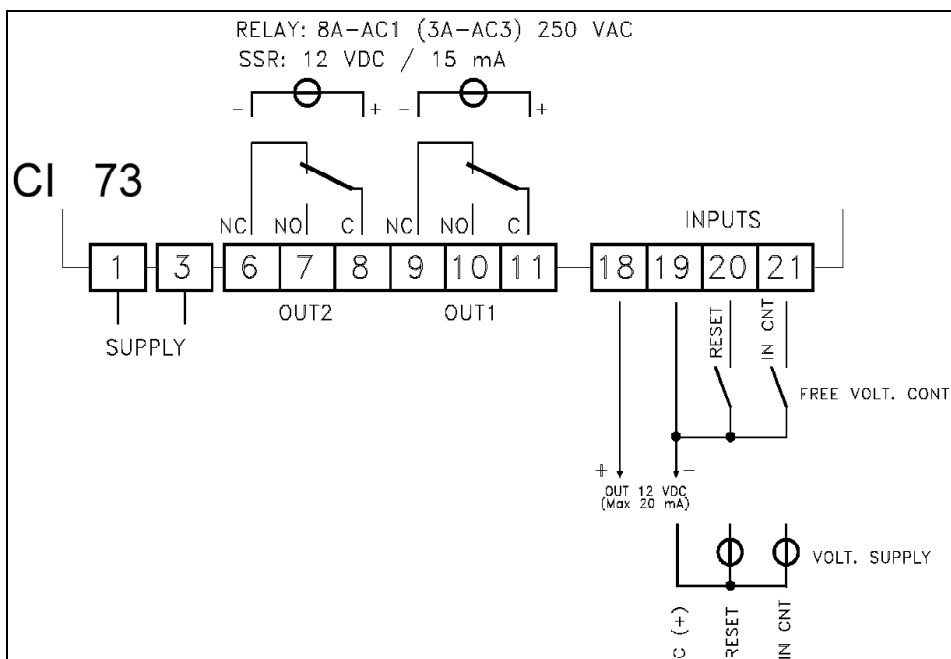 RELAY: 8A-AC1 (3A-AC3) 250 VAC
SSR: 12 VDC / 15 mA
- + - +
CI 73
NC NO C NC NO C INPUTS
1 3 6 7 8 9 10 11 18 19 20 21
OUT2 OUT1
SUPPLY
RESET
IN CNT
FREE VOLT. CONT
+ -
OUT 12 VDC
(Max 20 mA)
VOLT. SUPPLY
C (+)
RESET
IN CNT